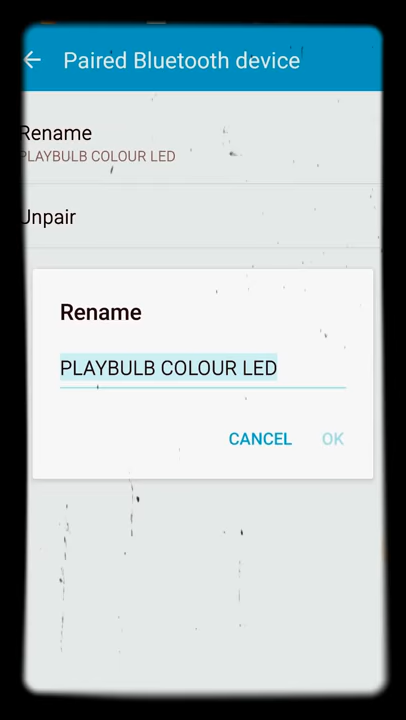 Paired Bluetooth device
Rename
PLAYBULB COLOUR LED
Unpair
Rename
PLAYBULB COLOUR LED
CANCEL OK